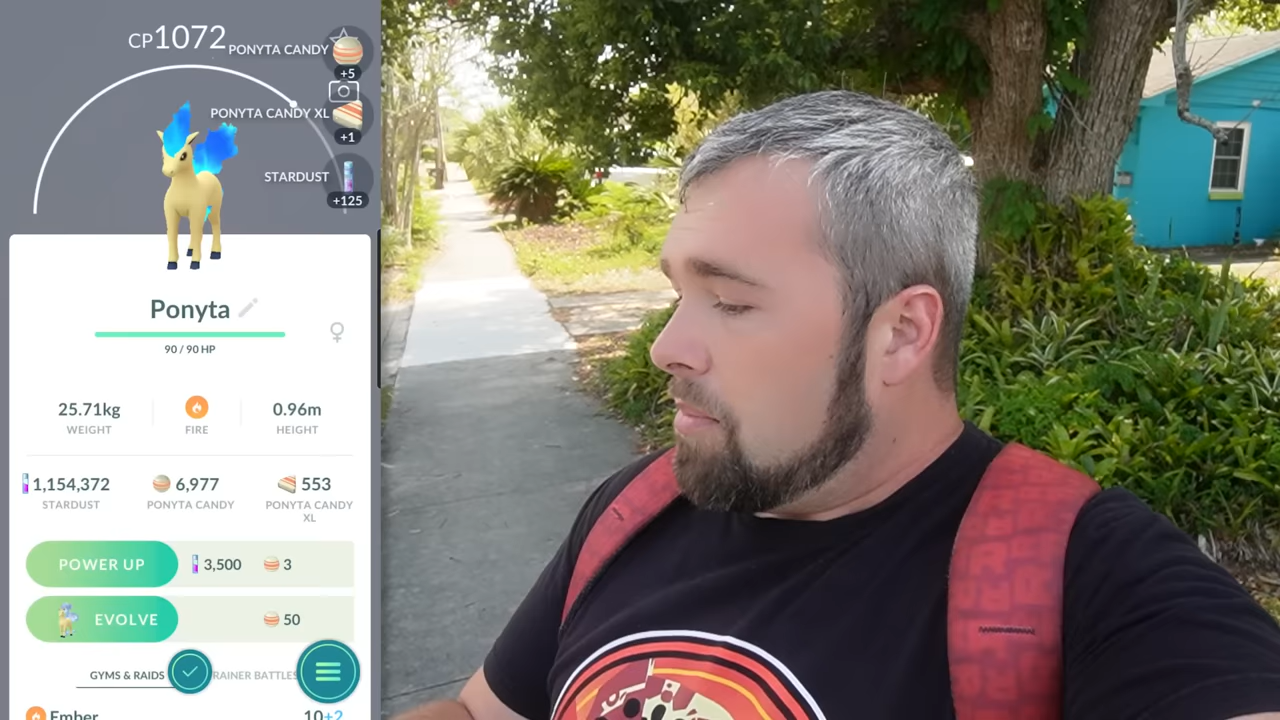 CP1072
PONYTA CANDY
+5
PONYTA CANDY XL
+1
STARDUST
+125
Ponyta
90 / 90 HP
25.71kg
WEIGHT
FIRE
0.96m
HEIGHT
1,154,372
STARDUST
6,977
PONYTA CANDY
553
PONYTA CANDY
XL
POWER UP
3,500
3
EVOLVE
50
GYMS & RAIDS
RAINER BATTLES
Ember
10+2